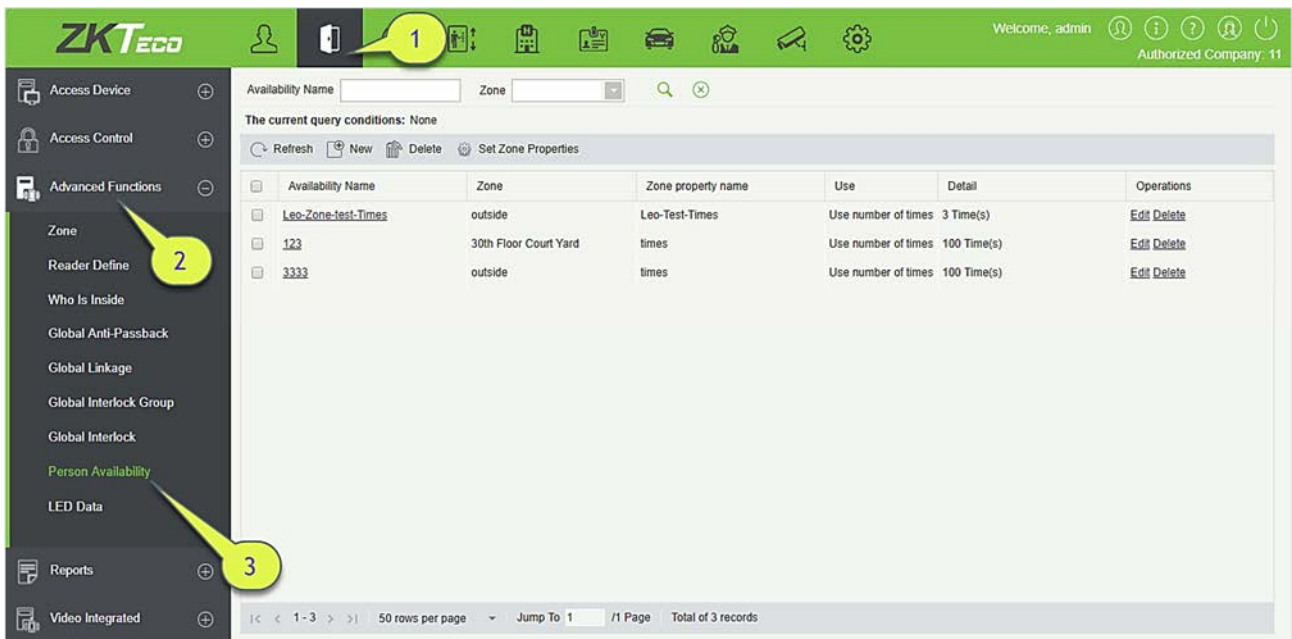 ZKTeco
1
Welcome, admin
Authorized Company: 11
Access Device
Access Control
Advanced Functions
2
Zone
Reader Define
Who Is Inside
Global Anti-Passback
Global Linkage
Global Interlock Group
Global Interlock
Person Availability
LED Data
3
Reports
Video Integrated
Availability Name Zone
The current query conditions: None
Refresh New Delete Set Zone Properties
Availability Name Zone Zone property name Use Detail Operations
Leo-Zone-test-Times outside Leo-Test-Times Use number of times 3 Time(s) Edit Delete
123 30th Floor Court Yard times Use number of times 100 Time(s) Edit Delete
3333 outside times Use number of times 100 Time(s) Edit Delete
|< < 1 - 3 > >| 50 rows per page Jump To 1 /1 Page Total of 3 records